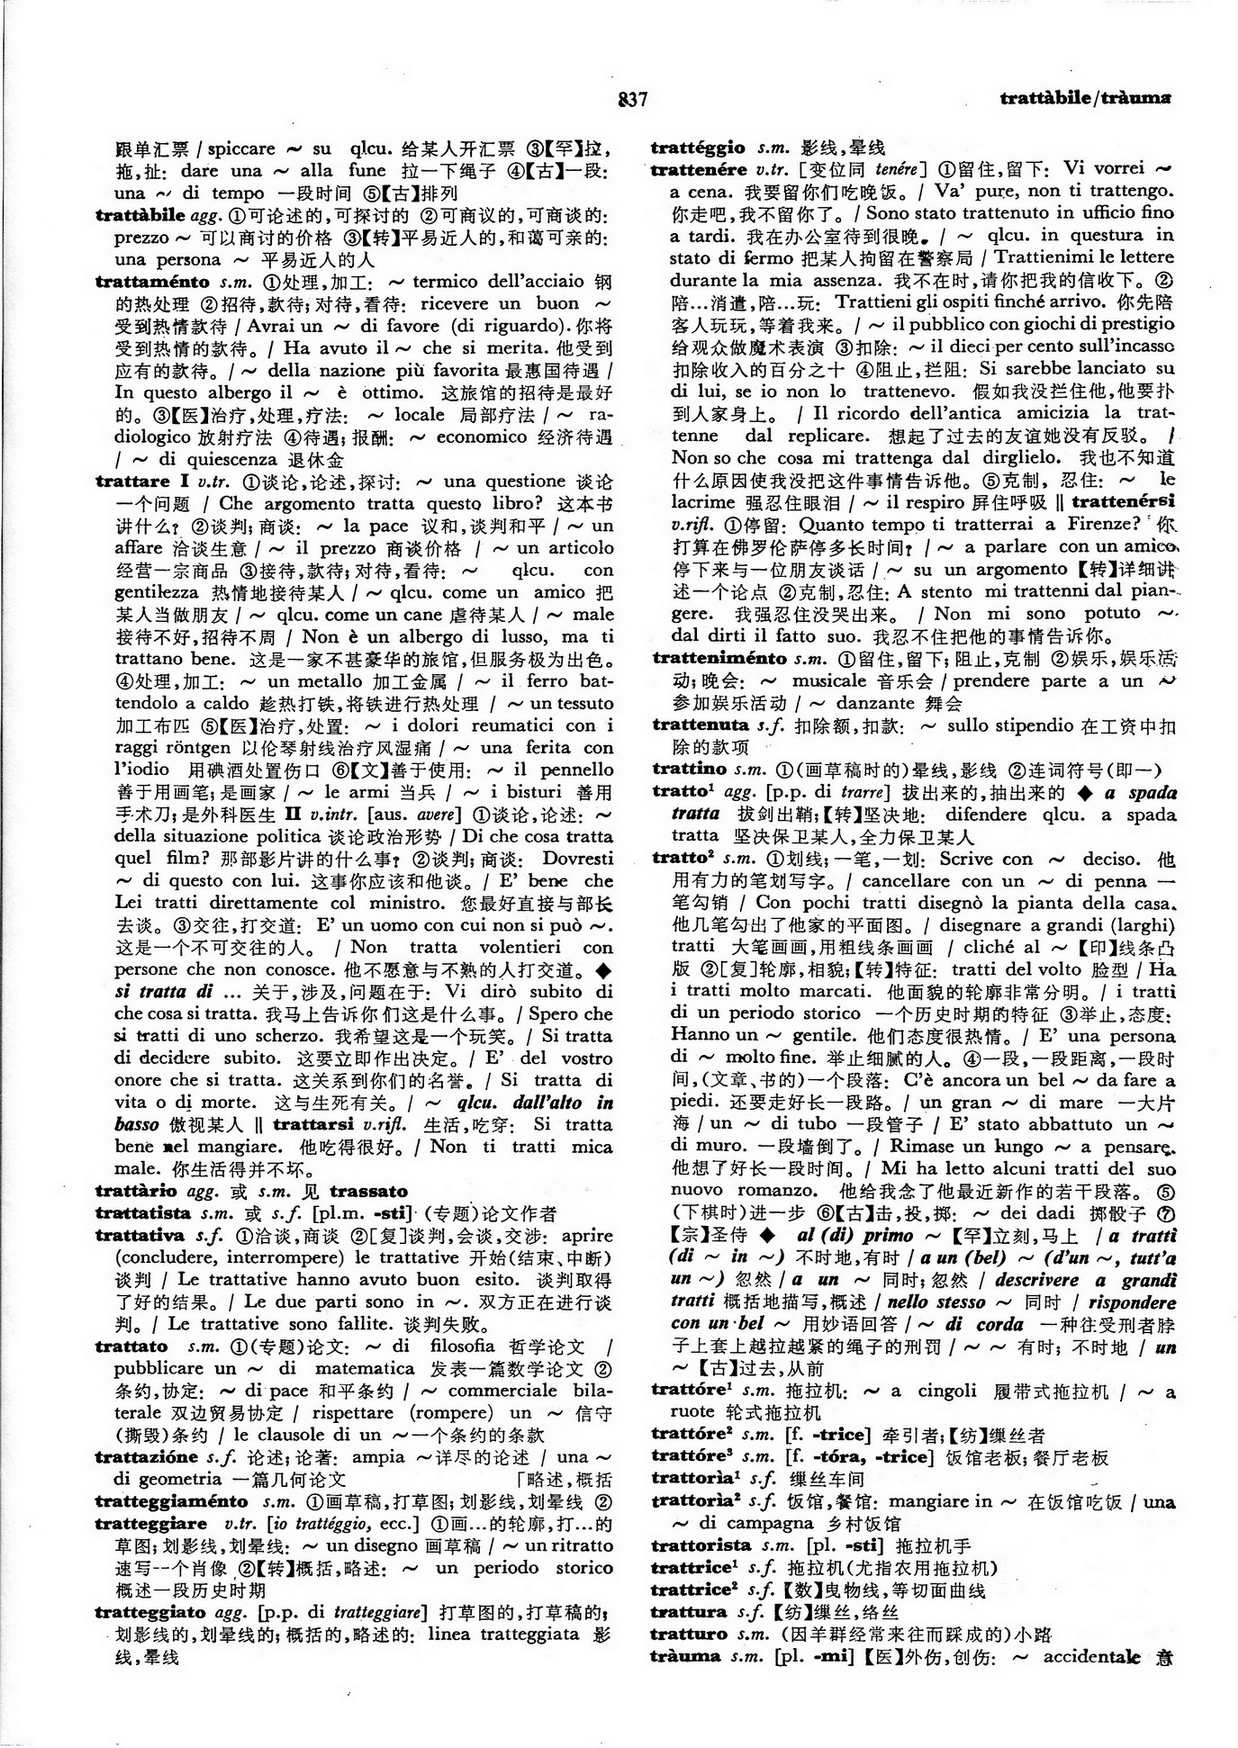 837
trattàbile/tràuma
跟单汇票 / spiccare ～ su qlcu. 给某人开汇票 ③【罕】拉,
拖,扯: dare una ～ alla fune 拉一下绳子 ④【古】一段:
una ～ di tempo 一段时间 ⑤【古】排列
trattàbile agg. ①可论述的,可探讨的 ②可商议的,可商谈的:
prezzo ～ 可以商讨的价格 ③【转】平易近人的,和蔼可亲的:
una persona ～ 平易近人的人
trattaménto s.m. ①处理,加工: ～ termico dell'acciaio 钢
的热处理 ②招待,款待; 对待,看待: ricevere un buon ～
受到热情款待 / Avrai un ～ di favore (di riguardo). 你将
受到热情的款待。 / Ha avuto il ～ che si merita. 他受到
应有的款待。 / ～ della nazione più favorita 最惠国待遇 /
In questo albergo il ～ è ottimo. 这旅馆的招待是最好
的。 ③【医】治疗,处理,疗法: ～ locale 局部疗法 / ～ ra-
diologico 放射疗法 ④待遇; 报酬: ～ economico 经济待遇
/ ～ di quiescenza 退休金
trattare I v.tr. ①谈论,论述,探讨: ～ una questione 谈论
一个问题 / Che argomento tratta questo libro? 这本书
讲什么? ②谈判; 商谈: ～ la pace 议和,谈判和平 / ～ un
affare 洽谈生意 / ～ il prezzo 商谈价格 / ～ un articolo
经营一宗商品 ③接待,款待; 对待,看待: ～ qlcu. con
gentilezza 热情地接待某人 / ～ qlcu. come un amico 把
某人当做朋友 / ～ qlcu. come un cane 虐待某人 / ～ male
接待不好,招待不周 / Non è un albergo di lusso, ma ti
trattano bene. 这是一家不甚豪华的旅馆,但服务极为出色。
④处理,加工: ～ un metallo 加工金属 / ～ il ferro bat-
tendolo a caldo 趁热打铁,将铁进行热处理 / ～ un tessuto
加工布匹 ⑤【医】治疗,处置: ～ i dolori reumatici con i
raggi röntgen 以伦琴射线治疗风湿痛 / ～ una ferita con
l'iodio 用碘酒处置伤口 ⑥【文】善于使用: ～ il pennello
善于用画笔; 是画家 / ～ le armi 当兵 / ～ i bisturi 善用
手术刀; 是外科医生 II v.intr. [aus. avere] ①谈论,论述: ～
della situazione politica 谈论政治形势 / Di che cosa tratta
quel film? 那部影片讲的什么事? ②谈判; 商谈: Dovresti
～ di questo con lui. 这事你应该和他谈。 / E' bene che
Lei tratti direttamente col ministro. 您最好直接与部长
去谈。 ③交往,打交道: E' un uomo con cui non si può ～.
这是一个不可交往的人。 / Non tratta volentieri con
persone che non conosce. 他不愿意与不熟的人打交道。 ◆
si tratta di ... 关于,涉及,问题在于: Vi dirò subito di
che cosa si tratta. 我马上告诉你们这是什么事。 / Spero che
si tratti di uno scherzo. 我希望这是一个玩笑。 / Si tratta
di decidere subito. 这要立即作出决定。 / E' del vostro
onore che si tratta. 这关系到你们的名誉。 / Si tratta di
vita o di morte. 这与生死有关。 / ～ qlcu. dall'alto in
basso 傲视某人 ‖ trattarsi v.rifl. 生活,吃穿: Si tratta
bene nel mangiare. 他吃得很好。 / Non ti tratti mica
male. 你生活得并不坏。
trattàrio agg. 或 s.m. 见 trassato
trattatista s.m. 或 s.f. [pl.m. -sti] (专题)论文作者
trattativa s.f. ①洽谈,商谈 ②[复]谈判,会谈,交涉: aprire
(concludere, interrompere) le trattative 开始(结束、中断)
谈判 / Le trattative hanno avuto buon esito. 谈判取得
了好的结果。 / Le due parti sono in ～. 双方正在进行谈
判。 / Le trattative sono fallite. 谈判失败。
trattato s.m. ①(专题)论文: ～ di filosofia 哲学论文 /
pubblicare un ～ di matematica 发表一篇数学论文 ②
条约,协定: ～ di pace 和平条约 / ～ commerciale bila-
terale 双边贸易协定 / rispettare (rompere) un ～ 信守
(撕毁)条约 / le clausole di un ～一个条约的条款
trattazióne s.f. 论述; 论著: ampia ～详尽的论述 / una ～
di geometria 一篇几何论文 「略述,概括
tratteggiaménto s.m. ①画草稿,打草图; 划影线,划晕线 ②
tratteggiare v.tr. [io trattéggio, ecc.] ①画…的轮廓,打…的
草图; 划影线,划晕线: ～ un disegno 画草稿 / ～ un ritratto
速写一个肖像 ②【转】概括,略述: ～ un periodo storico
概述一段历史时期
tratteggiato agg. [p.p. di tratteggiare] 打草图的,打草稿的;
划影线的,划晕线的; 概括的,略述的: linea tratteggiata 影
线,晕线
trattéggio s.m. 影线,晕线
trattenére v.tr. [变位同 tenére] ①留住,留下: Vi vorrei ～
a cena. 我要留你们吃晚饭。 / Va' pure, non ti trattengo.
你走吧,我不留你了。 / Sono stato trattenuto in ufficio fino
a tardi. 我在办公室待到很晚。 / ～ qlcu. in questura in
stato di fermo 把某人拘留在警察局 / Trattienimi le lettere
durante la mia assenza. 我不在时,请你把我的信收下。 ②
陪…消遣,陪…玩: Trattieni gli ospiti finché arrivo. 你先陪
客人玩玩,等着我来。 / ～ il pubblico con giochi di prestigio
给观众做魔术表演 ③扣除: ～ il dieci per cento sull'incasso
扣除收入的百分之十 ④阻止,拦阻: Si sarebbe lanciato su
di lui, se io non lo trattenevo. 假如我没拦住他,他要扑
到人家身上。 / Il ricordo dell'antica amicizia la trat-
tenne dal replicare. 想起了过去的友谊她没有反驳。 /
Non so che cosa mi trattenga dal dirglielo. 我也不知道
什么原因使我没把这件事情告诉他。 ⑤克制, 忍住: ～ le
lacrime 强忍住眼泪 / ～ il respiro 屏住呼吸 ‖ trattenérsi
v.rifl. ①停留: Quanto tempo ti tratterrai a Firenze? 你
打算在佛罗伦萨停多长时间? / ～ a parlare con un amico
停下来与一位朋友谈话 / ～ su un argomento 【转】详细讲
述一个论点 ②克制,忍住: A stento mi trattenni dal pian-
gere. 我强忍住没哭出来。 / Non mi sono potuto ～
dal dirti il fatto suo. 我忍不住把他的事情告诉你。
tratteniménto s.m. ①留住,留下; 阻止,克制 ②娱乐,娱乐活
动; 晚会: ～ musicale 音乐会 / prendere parte a un ～
参加娱乐活动 / ～ danzante 舞会
trattenuta s.f. 扣除额,扣款: ～ sullo stipendio 在工资中扣
除的款项
trattino s.m. ①(画草稿时的)晕线,影线 ②连词符号(即一)
tratto¹ agg. [p.p. di trarre] 拔出来的,抽出来的 ◆ a spada
tratta 拔剑出鞘;【转】坚决地: difendere qlcu. a spada
tratta 坚决保卫某人,全力保卫某人
tratto² s.m. ①划线; 一笔,一划: Scrive con ～ deciso. 他
用有力的笔划写字。 / cancellare con un ～ di penna 一
笔勾销 / Con pochi tratti disegnò la pianta della casa.
他几笔勾出了他家的平面图。 / disegnare a grandi (larghi)
tratti 大笔画画,用粗线条画画 / cliché al ～ 【印】线条凸
版 ②[复]轮廓,相貌;【转】特征: tratti del volto 脸型 / Ha
i tratti molto marcati. 他面貌的轮廓非常分明。 / i tratti
di un periodo storico 一个历史时期的特征 ③举止,态度:
Hanno un ～ gentile. 他们态度很热情。 / E' una persona
di ～ molto fine. 举止细腻的人。 ④一段,一段距离,一段时
间,(文章、书的)一个段落: C'è ancora un bel ～ da fare a
piedi. 还要走好长一段路。 / un gran ～ di mare 一大片
海 / un ～ di tubo 一段管子 / E' stato abbattuto un ～
di muro. 一段墙倒了。 / Rimase un lungo ～ a pensare.
他想了好长一段时间。 / Mi ha letto alcuni tratti del suo
nuovo romanzo. 他给我念了他最近新作的若干段落。 ⑤
(下棋时)进一步 ⑥【古】击,投,掷: ～ dei dadi 掷骰子 ⑦
【宗】圣侍 ◆ al (di) primo ～ 【罕】立刻,马上 / a tratti
(di ～ in ～) 不时地,有时 / a un (bel) ～ (d'un ～, tutt'a
un ～) 忽然 / a un ～ 同时; 忽然 / descrivere a grandi
tratti 概括地描写,概述 / nello stesso ～ 同时 / rispondere
con un bel ～ 用妙语回答 / ～ di corda 一种往受刑者脖
子上套上越拉越紧的绳子的刑罚 / ～ ～ 有时; 不时地 / un
～ 【古】过去,从前
trattóre¹ s.m. 拖拉机: ～ a cingoli 履带式拖拉机 / ～ a
ruote 轮式拖拉机
trattóre² s.m. [f. -trice] 牵引者;【纺】缫丝者
trattóre³ s.m. [f. -tóra, -trice] 饭馆老板; 餐厅老板
trattorìa¹ s.f. 缫丝车间
trattorìa² s.f. 饭馆,餐馆: mangiare in ～ 在饭馆吃饭 / una
～ di campagna 乡村饭馆
trattorista s.m. [pl. -sti] 拖拉机手
trattrice¹ s.f. 拖拉机(尤指农用拖拉机)
trattrice² s.f. 【数】曳物线,等切面曲线
trattura s.f. 【纺】缫丝,络丝
tratturo s.m. (因羊群经常来往而踩成的)小路
tràuma s.m. [pl. -mi] 【医】外伤,创伤: ～ accidentale 意